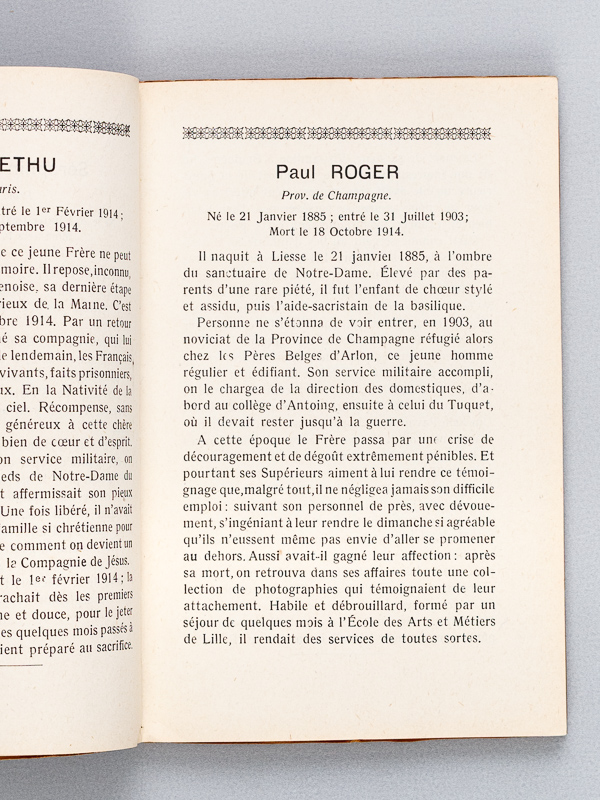 ETHU
aris.
tré le 1er Février 1914 ;
ptembre 1914.
e ce jeune Frère ne peut
moire. Il repose, inconnu,
enoise, sa dernière étape
rieux de la Marne. C'est
bre 1914. Par un retour
é sa compagnie, qui lui
e lendemain, les Français,
vivants, faits prisonniers,
ux. En la Nativité de la
ciel. Récompense, sans
généreux à cette chère
bien de cœur et d'esprit.
on service militaire, on
eds de Notre-Dame du
t affermissait son pieux
Une fois libéré, il n'avait
amille si chrétienne pour
e comment on devient un
la Compagnie de Jésus.
t le 1er février 1914 ; la
rachait dès les premiers
ne et douce, pour le jeter
es quelques mois passés à
ient préparé au sacrifice.
Paul ROGER
Prov. de Champagne.
Né le 21 Janvier 1885 ; entré le 31 Juillet 1903 ;
Mort le 18 Octobre 1914.
Il naquit à Liesse le 21 janvier 1885, à l'ombre
du sanctuaire de Notre-Dame. Élevé par des pa-
rents d'une rare piété, il fut l'enfant de chœur stylé
et assidu, puis l'aide-sacristain de la basilique.
Personne ne s'étonna de voir entrer, en 1903, au
noviciat de la Province de Champagne réfugié alors
chez les Pères Belges d'Arlon, ce jeune homme
régulier et édifiant. Son service militaire accompli,
on le chargea de la direction des domestiques, d'a-
bord au collège d'Antoing, ensuite à celui du Tuquet,
où il devait rester jusqu'à la guerre.
A cette époque le Frère passa par une crise de
découragement et de dégoût extrêmement pénibles. Et
pourtant ses Supérieurs aiment à lui rendre ce témoi-
gnage que, malgré tout, il ne négligea jamais son difficile
emploi : suivant son personnel de près, avec dévoue-
ment, s'ingéniant à leur rendre le dimanche si agréable
qu'ils n'eussent même pas envie d'aller se promener
au dehors. Aussi avait-il gagné leur affection : après
sa mort, on retrouva dans ses affaires toute une col-
lection de photographies qui témoignaient de leur
attachement. Habile et débrouillard, formé par un
séjour de quelques mois à l'École des Arts et Métiers
de Lille, il rendait des services de toutes sortes.